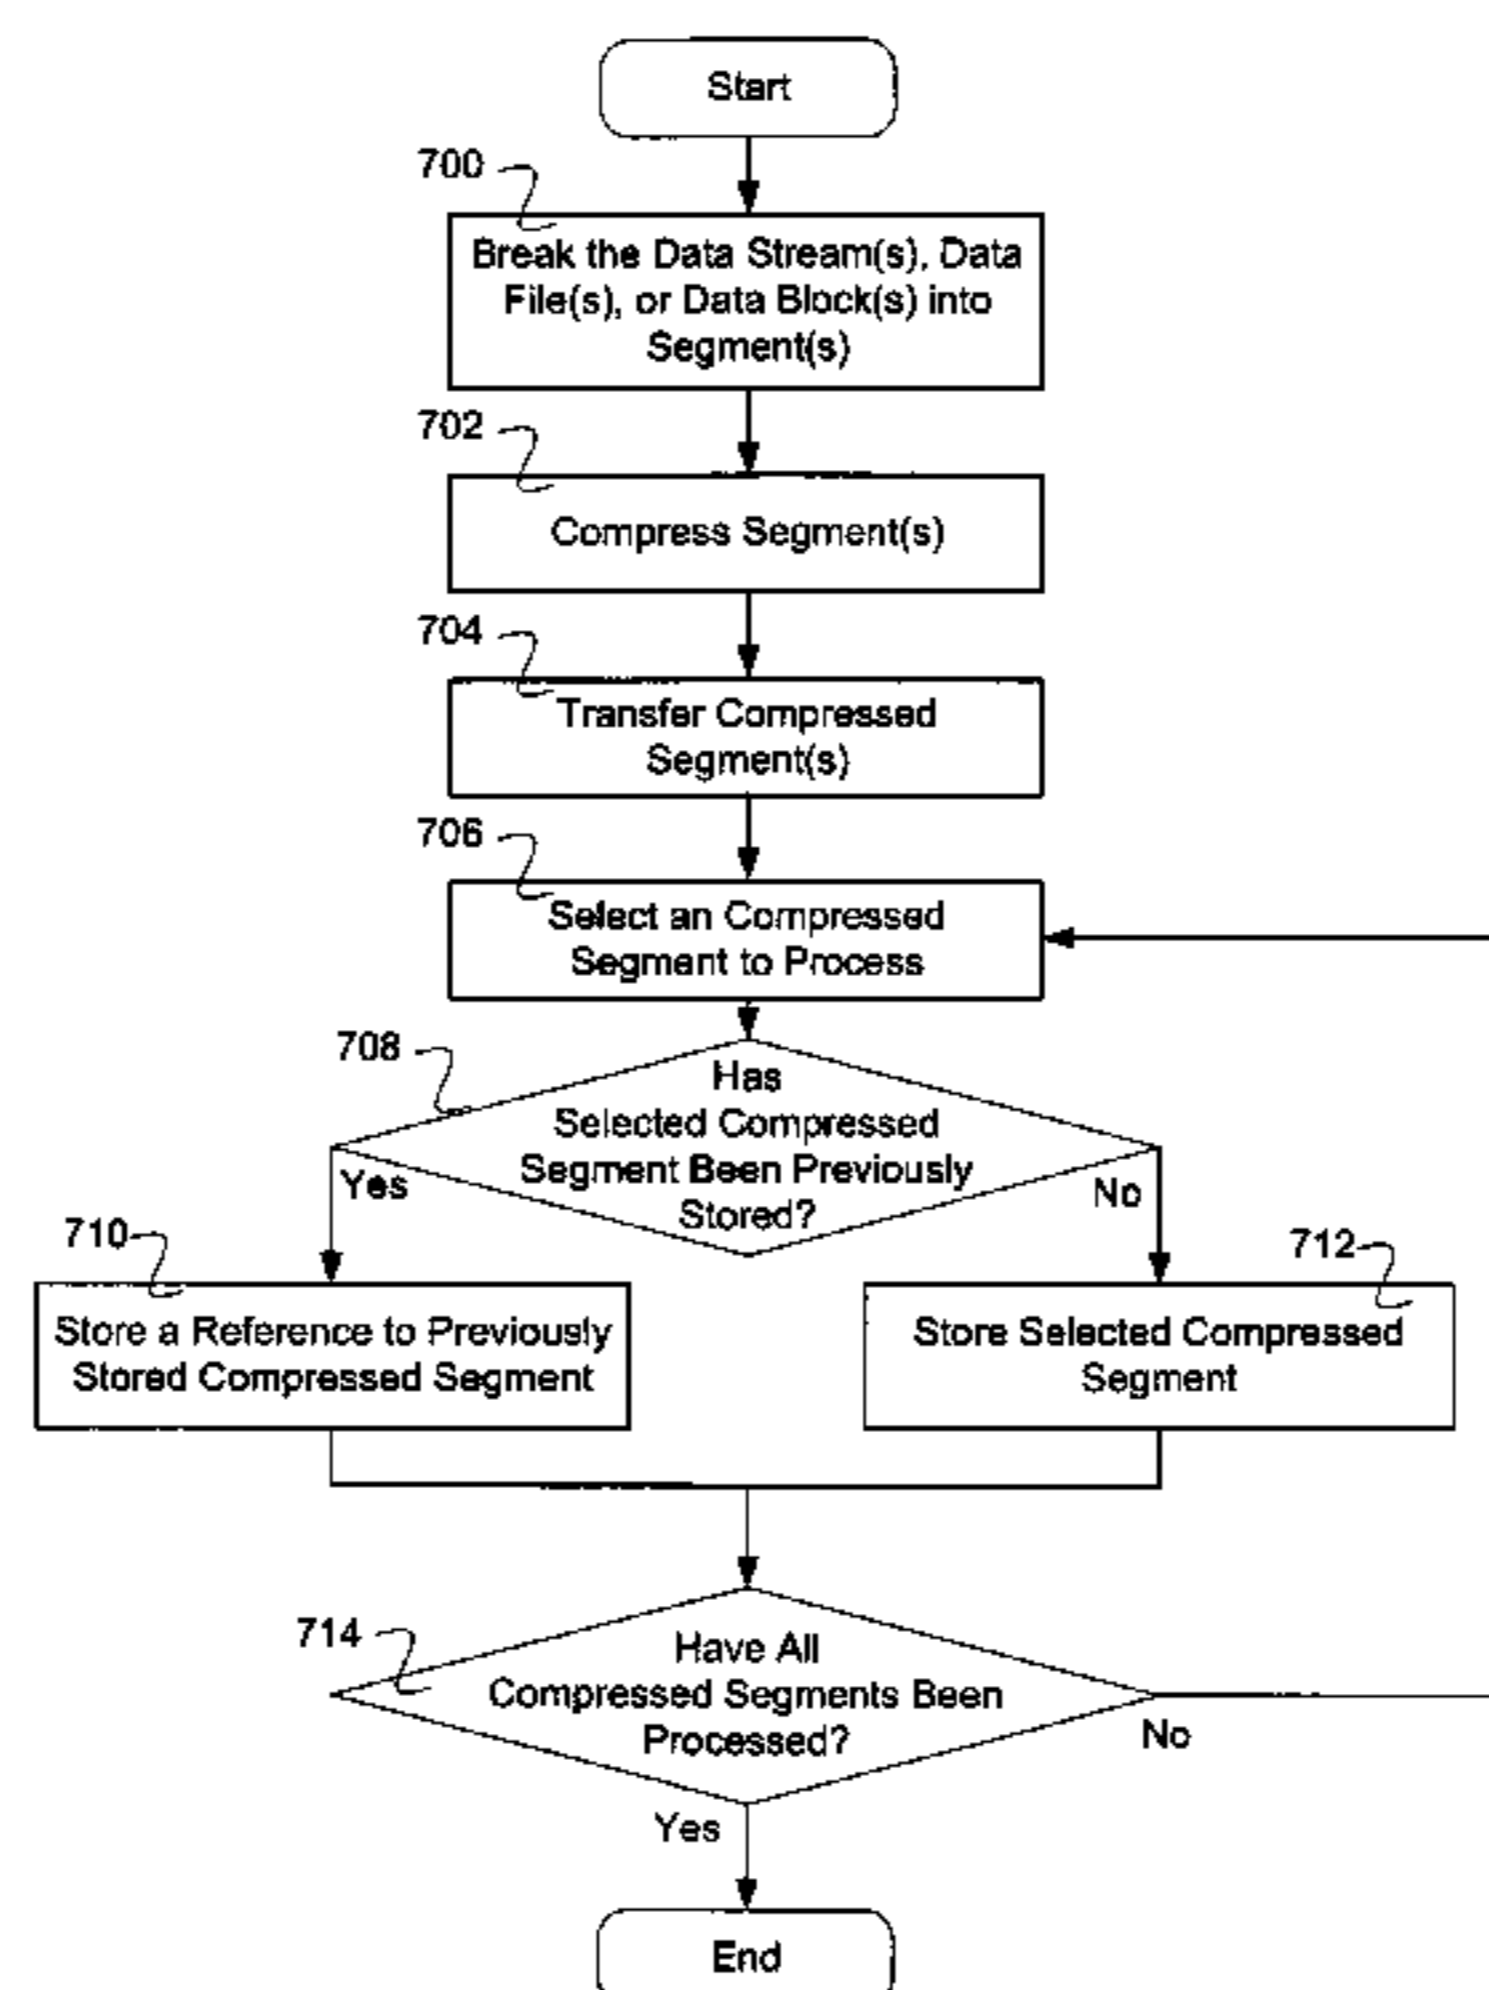 Start
700
Break the Data Stream(s), Data
File(s), or Data Block(s) into
Segment(s)
702
Compress Segment(s)
704
Transfer Compressed
Segment(s)
706
Select an Compressed
Segment to Process
708
Has
Selected Compressed
Segment Been Previously
Stored?
Yes
No
710
Store a Reference to Previously
Stored Compressed Segment
712
Store Selected Compressed
Segment
714
Have All
Compressed Segments Been
Processed?
No
Yes
End